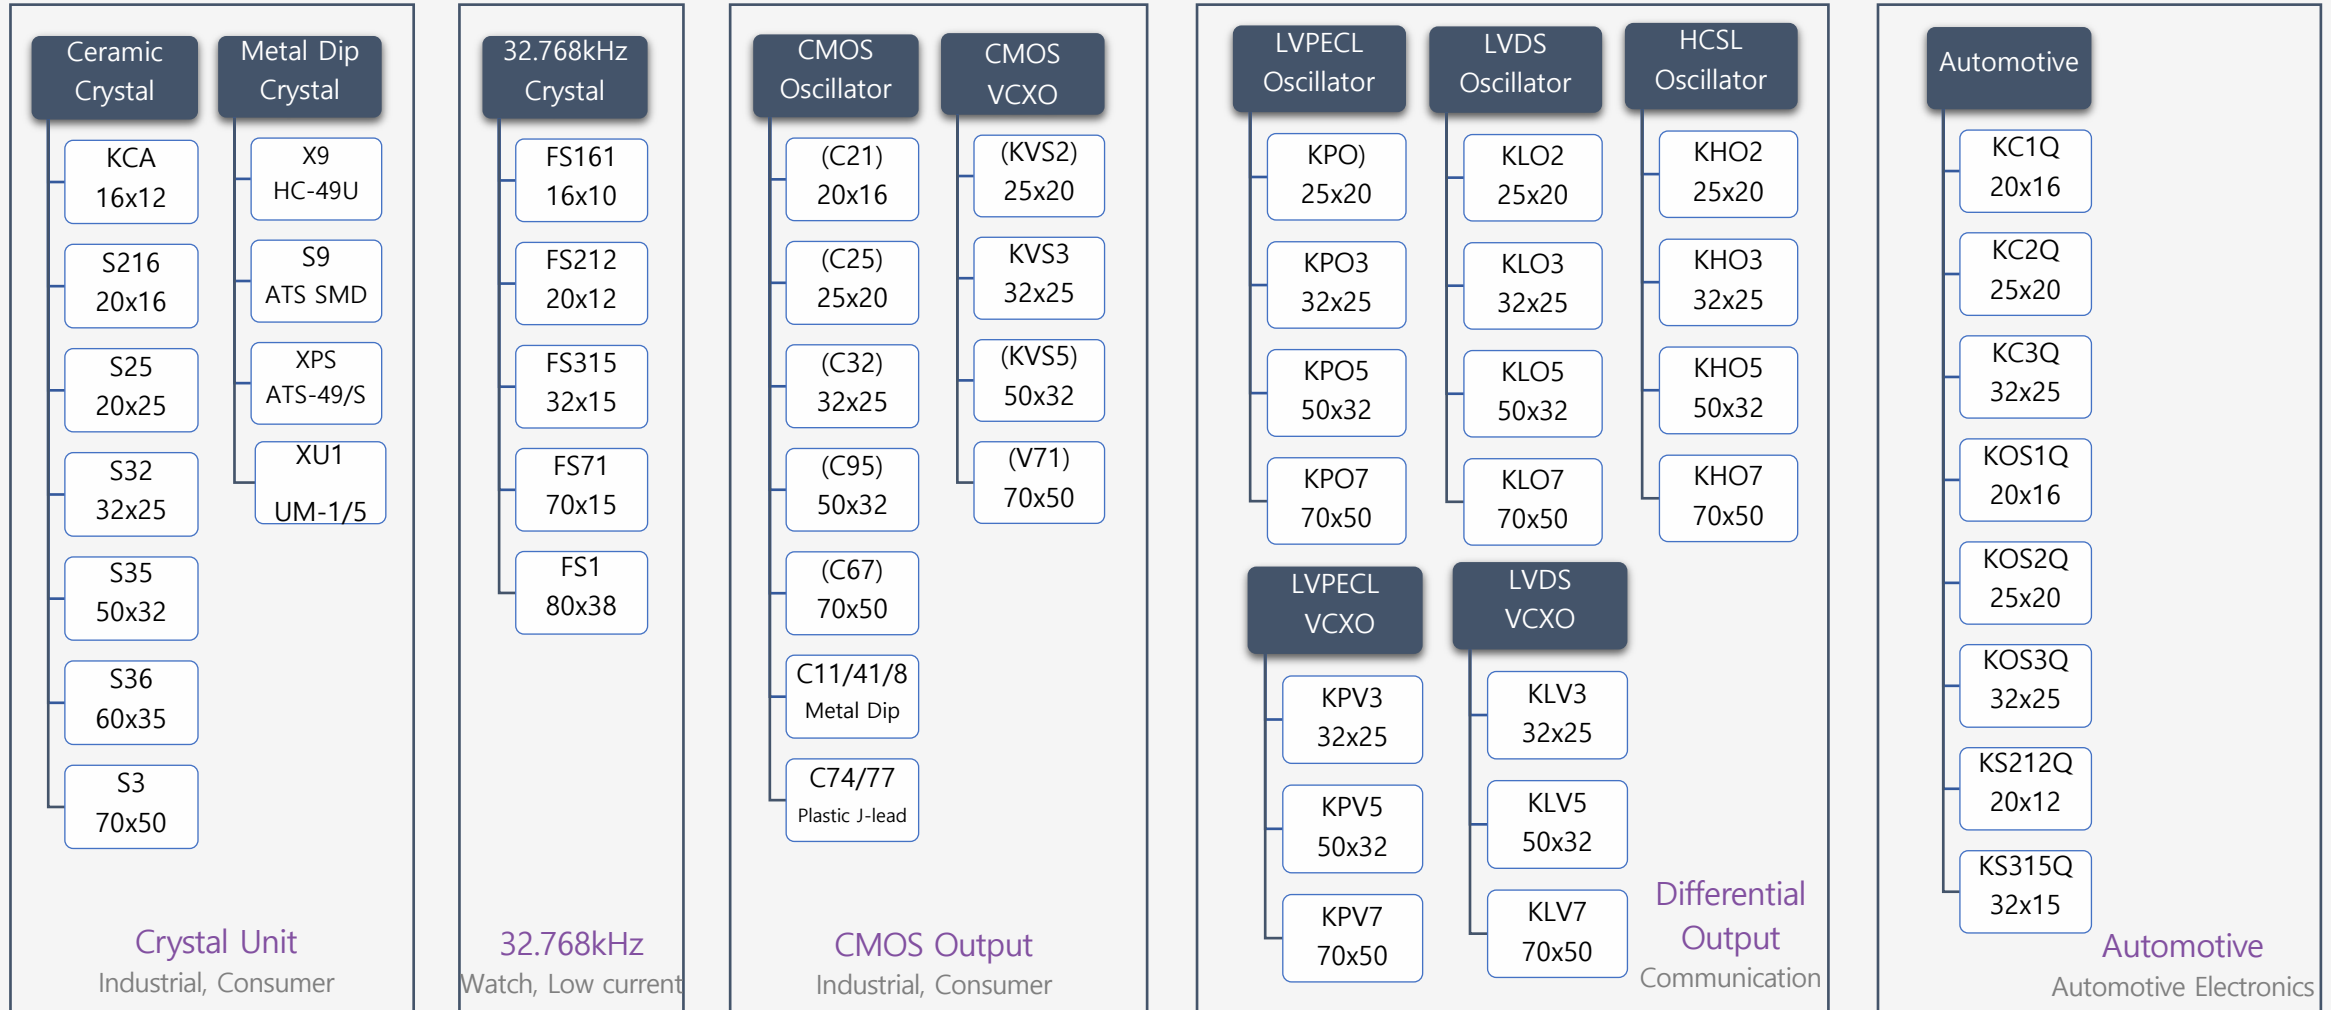 Ceramic
Crystal
KCA
16x12
S216
20x16
S25
20x25
S32
32x25
S35
50x32
S36
60x35
S3
70x50
Metal Dip
Crystal
X9
HC-49U
S9
ATS SMD
XPS
ATS-49/S
XU1
UM-1/5
Crystal Unit
Industrial, Consumer
32.768kHz
Crystal
FS161
16x10
FS212
20x12
FS315
32x15
FS71
70x15
FS1
80x38
32.768kHz
Watch, Low current
CMOS
Oscillator
(C21)
20x16
(C25)
25x20
(C32)
32x25
(C95)
50x32
(C67)
70x50
C11/41/8
Metal Dip
C74/77
Plastic J-lead
CMOS
VCXO
(KVS2)
25x20
KVS3
32x25
(KVS5)
50x32
(V71)
70x50
CMOS Output
Industrial, Consumer
LVPECL
Oscillator
KPO)
25x20
KPO3
32x25
KPO5
50x32
KPO7
70x50
LVDS
Oscillator
KLO2
25x20
KLO3
32x25
KLO5
50x32
KLO7
70x50
HCSL
Oscillator
KHO2
25x20
KHO3
32x25
KHO5
50x32
KHO7
70x50
LVPECL
VCXO
KPV3
32x25
KPV5
50x32
KPV7
70x50
LVDS
VCXO
KLV3
32x25
KLV5
50x32
KLV7
70x50
Differential
Output
Communication
Automotive
KC1Q
20x16
KC2Q
25x20
KC3Q
32x25
KOS1Q
20x16
KOS2Q
25x20
KOS3Q
32x25
KS212Q
20x12
KS315Q
32x15
Automotive
Automotive Electronics